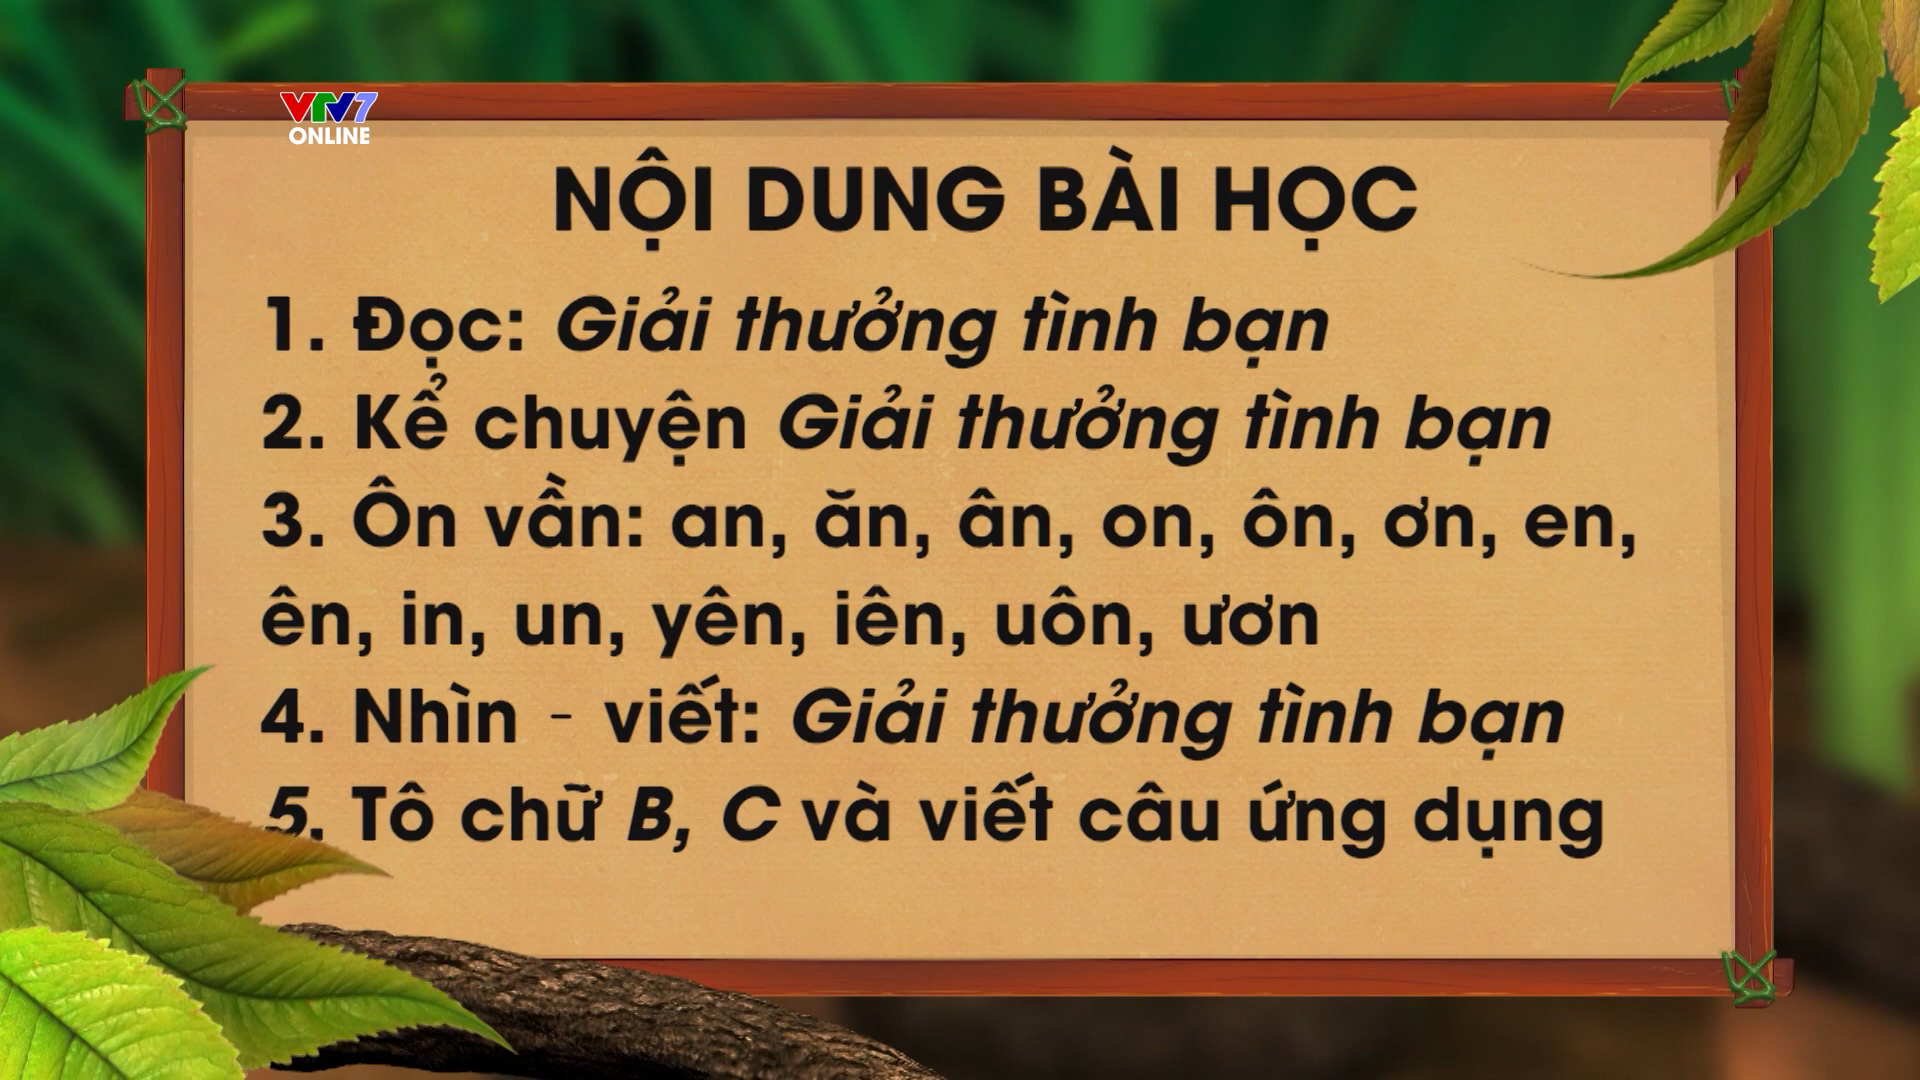 VTV7
ONLINE
NỘI DUNG BÀI HỌC
1. Đọc: Giải thưởng tình bạn
2. Kể chuyện Giải thưởng tình bạn
3. Ôn vần: an, ăn, ân, on, ôn, ơn, en,
ên, in, un, yên, iên, uôn, ươn
4. Nhìn - viết: Giải thưởng tình bạn
5. Tô chữ B, C và viết câu ứng dụng